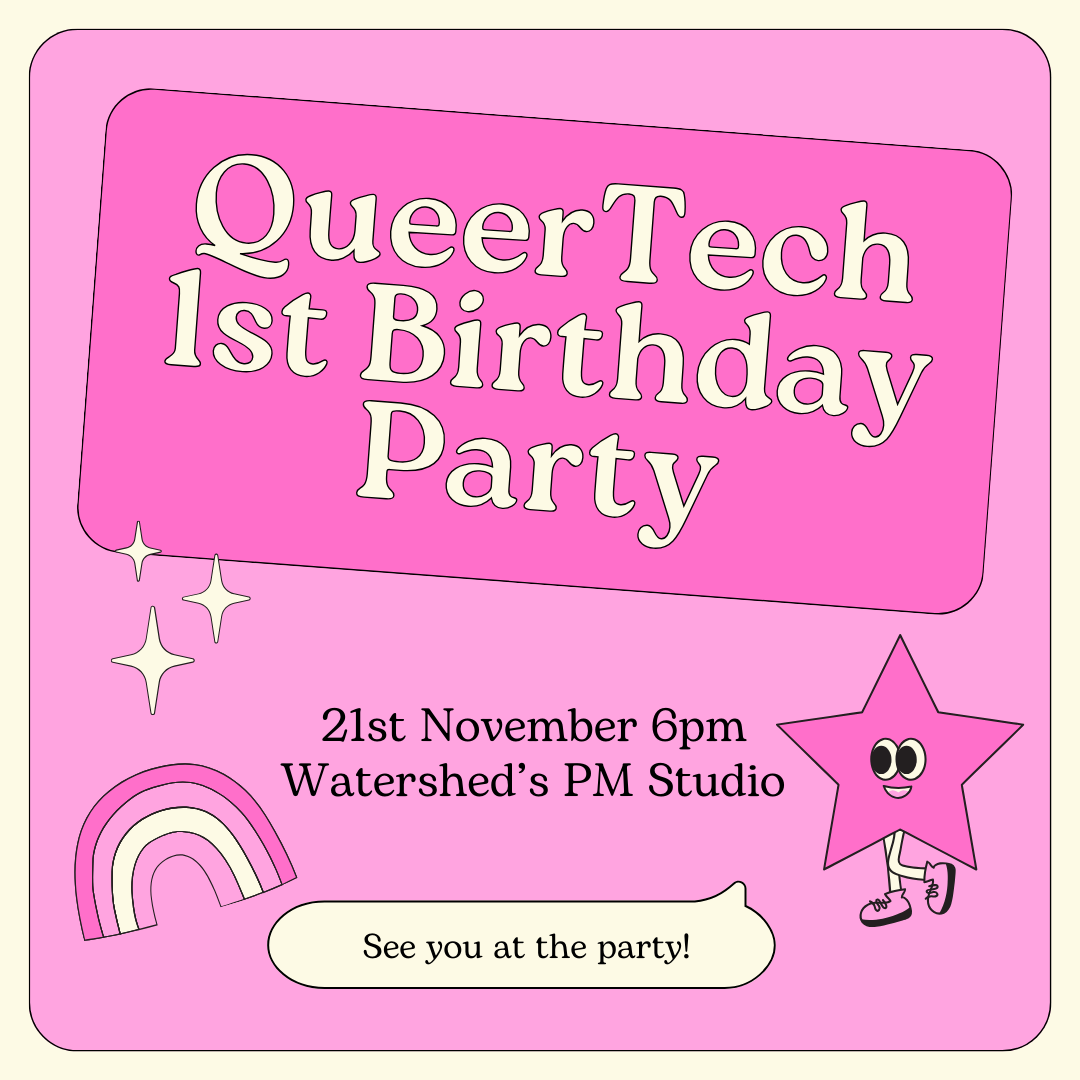 QueerTech
1st Birthday
Party
21st November 6pm
Watershed’s PM Studio
See you at the party!